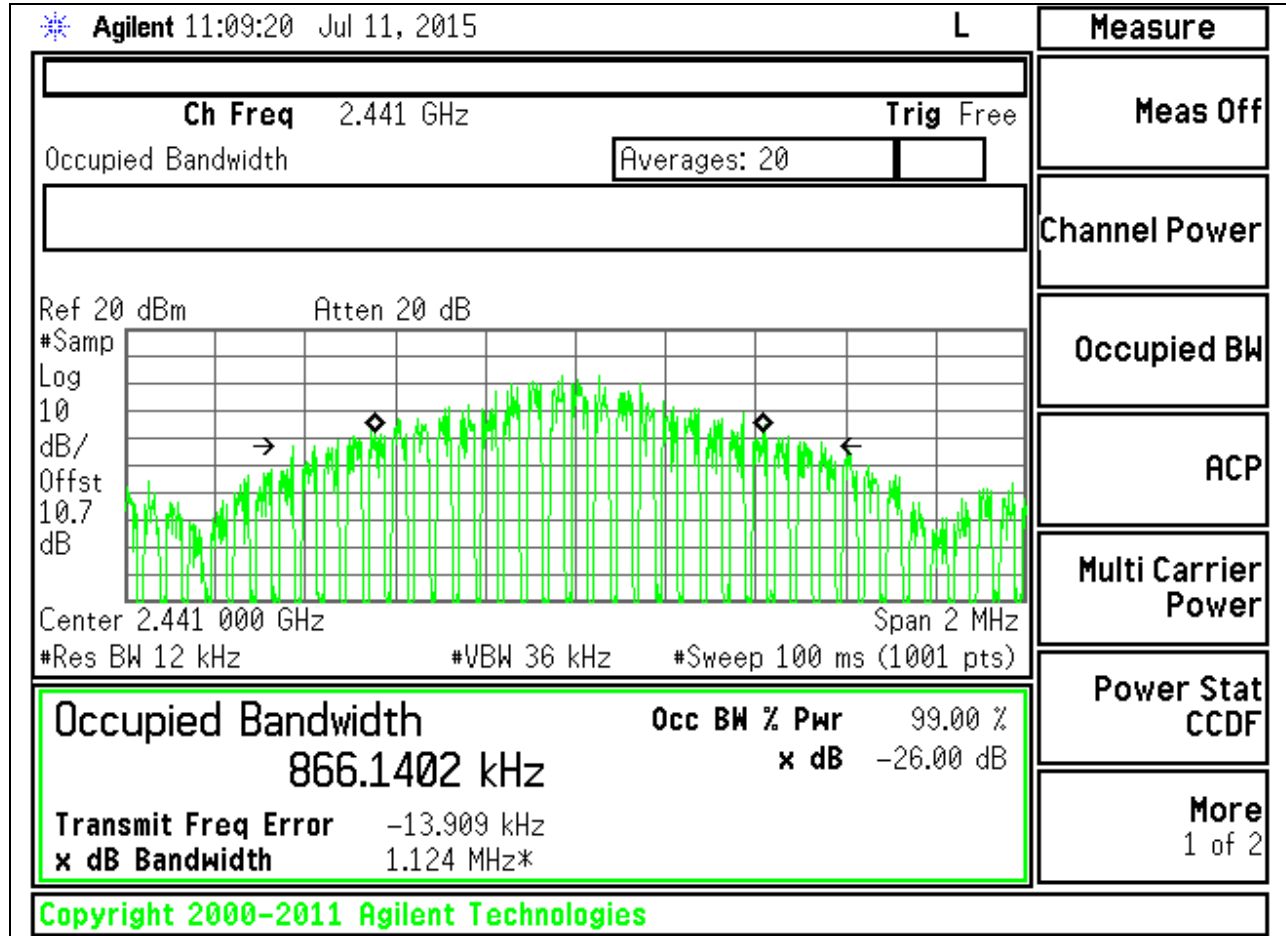 Agilent 11:09:20 Jul 11, 2015 L
Measure
Ch Freq 2.441 GHz Trig Free
Occupied Bandwidth Averages: 20
Ref 20 dBm Atten 20 dB
#Samp
Log
10
dB/
Offst
10.7
dB
Center 2.441 000 GHz Span 2 MHz
#Res BW 12 kHz #VBW 36 kHz #Sweep 100 ms (1001 pts)
Occupied Bandwidth Occ BW % Pwr 99.00 %
866.1402 kHz x dB -26.00 dB
Transmit Freq Error -13.909 kHz
x dB Bandwidth 1.124 MHz*
Copyright 2000-2011 Agilent Technologies
Meas Off
Channel Power
Occupied BW
ACP
Multi Carrier
Power
Power Stat
CCDF
More
1 of 2